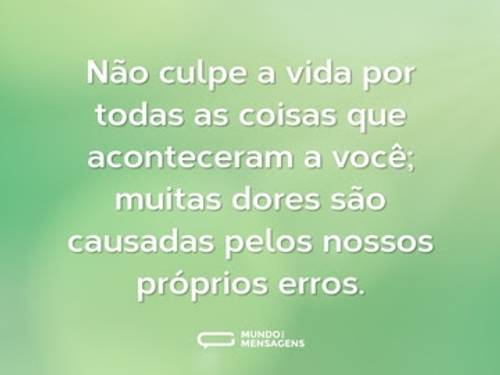 Não culpe a vida por
todas as coisas que
aconteceram a você;
muitas dores são
causadas pelos nossos
próprios erros.
MUNDO DAS
MENSAGENS